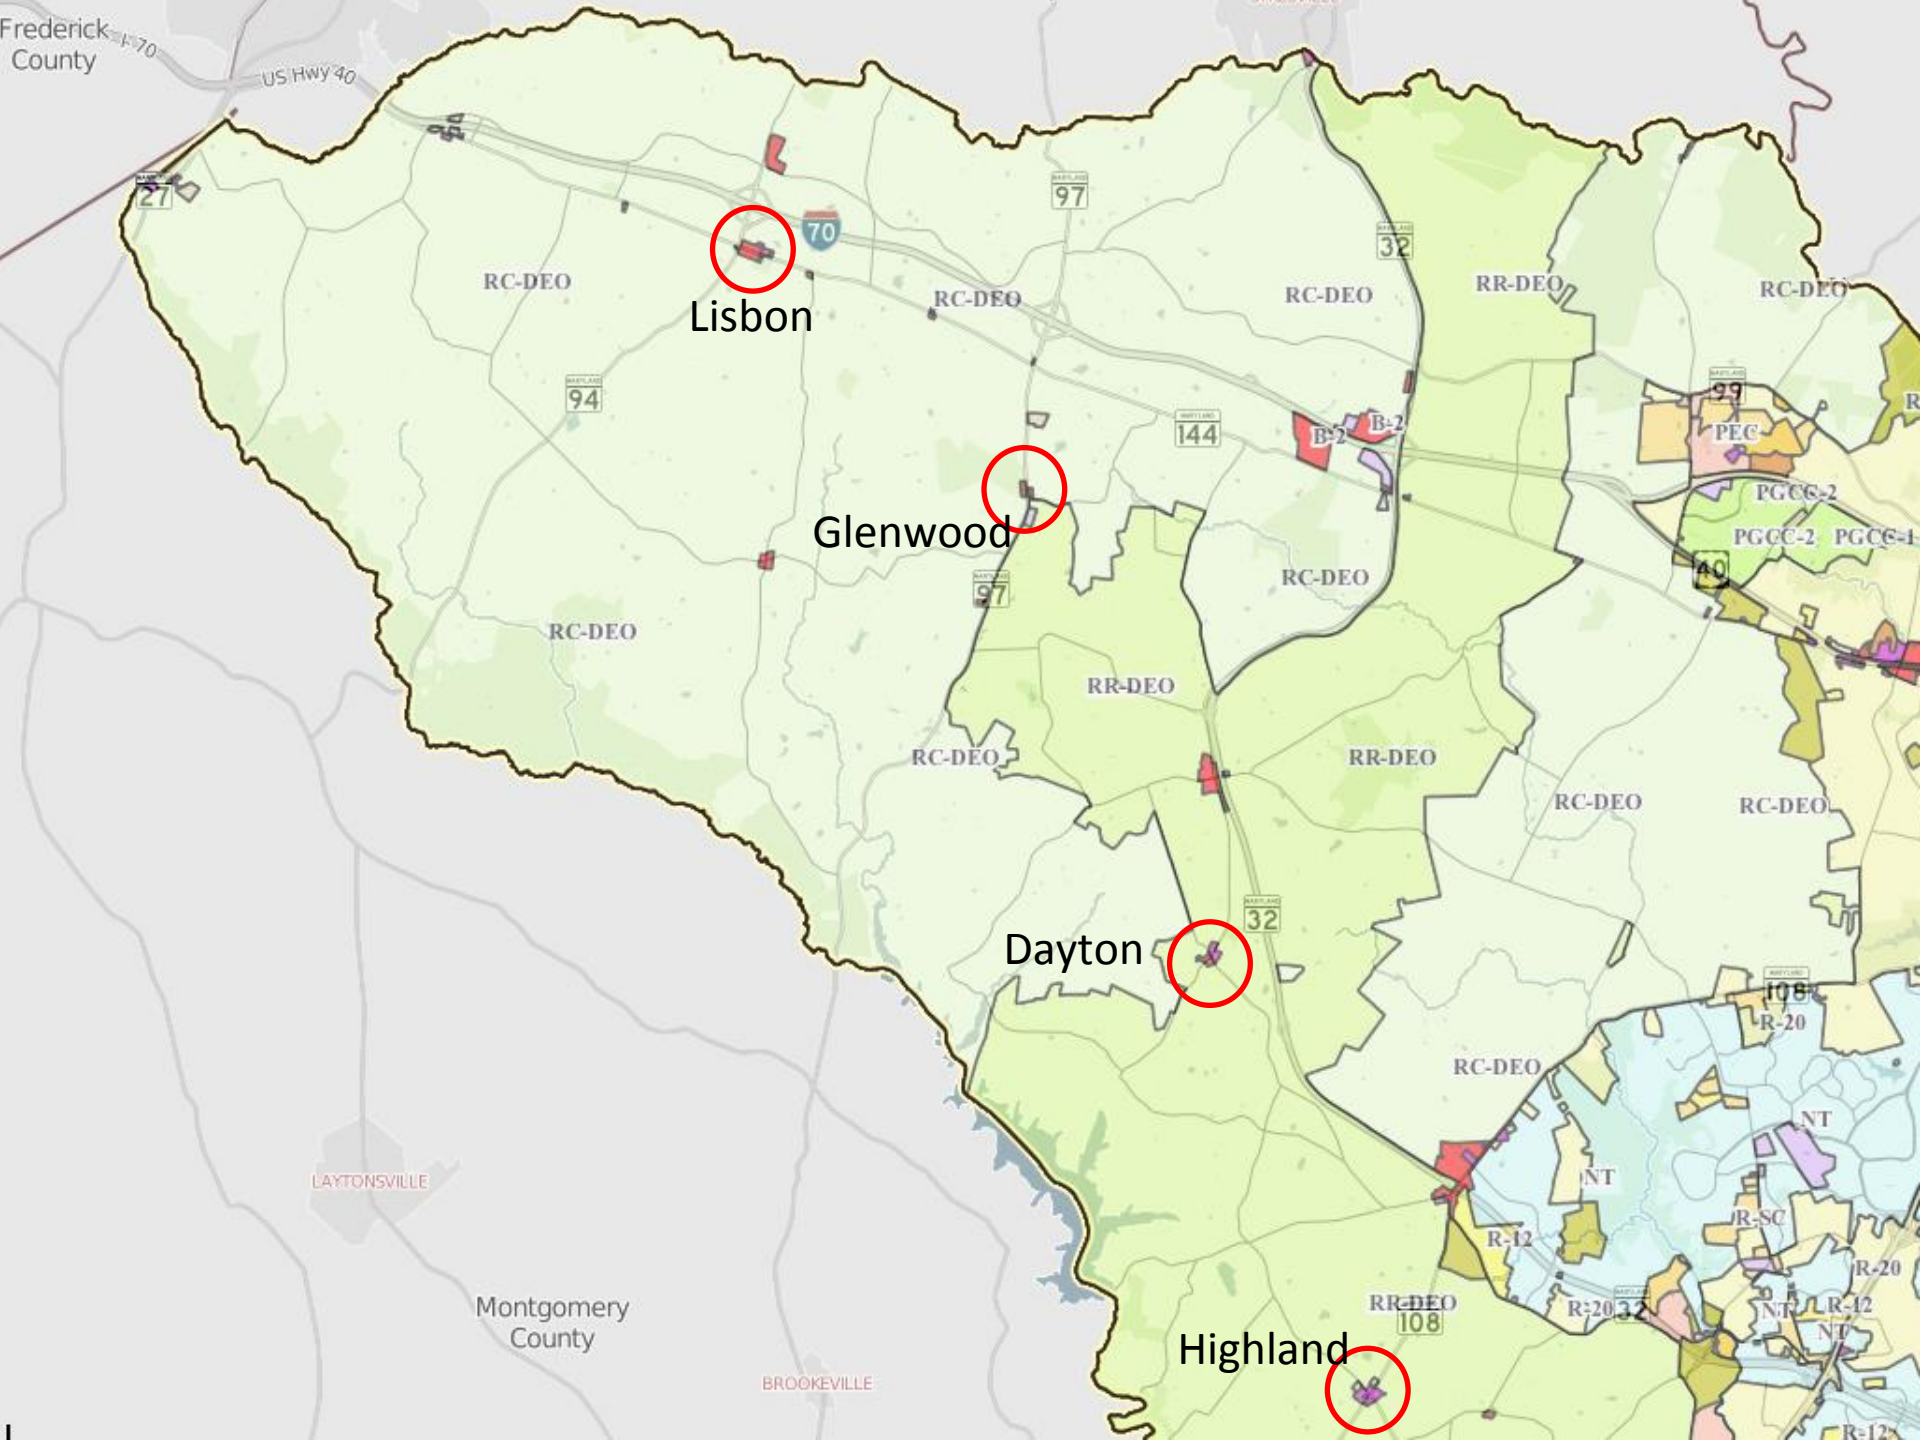 Frederick
County
I-70
US Hwy 40
27
97
70
32
RC-DEO
RC-DEO
RC-DEO
RR-DEO
RC-DEO
Lisbon
94
99
B-2
B-2
144
PEC
PGCC-2
Glenwood
PGCC-2
PGCC-1
40
RC-DEO
97
RC-DEO
RR-DEO
RC-DEO
RR-DEO
RC-DEO
RC-DEO
Dayton
32
108
R-20
RC-DEO
NT
LAYTONSVILLE
NT
R-SC
R-12
R-20
Montgomery
County
RR-DEO
108
R-20
32
NT
R-12
NT
Highland
BROOKEVILLE
R-12